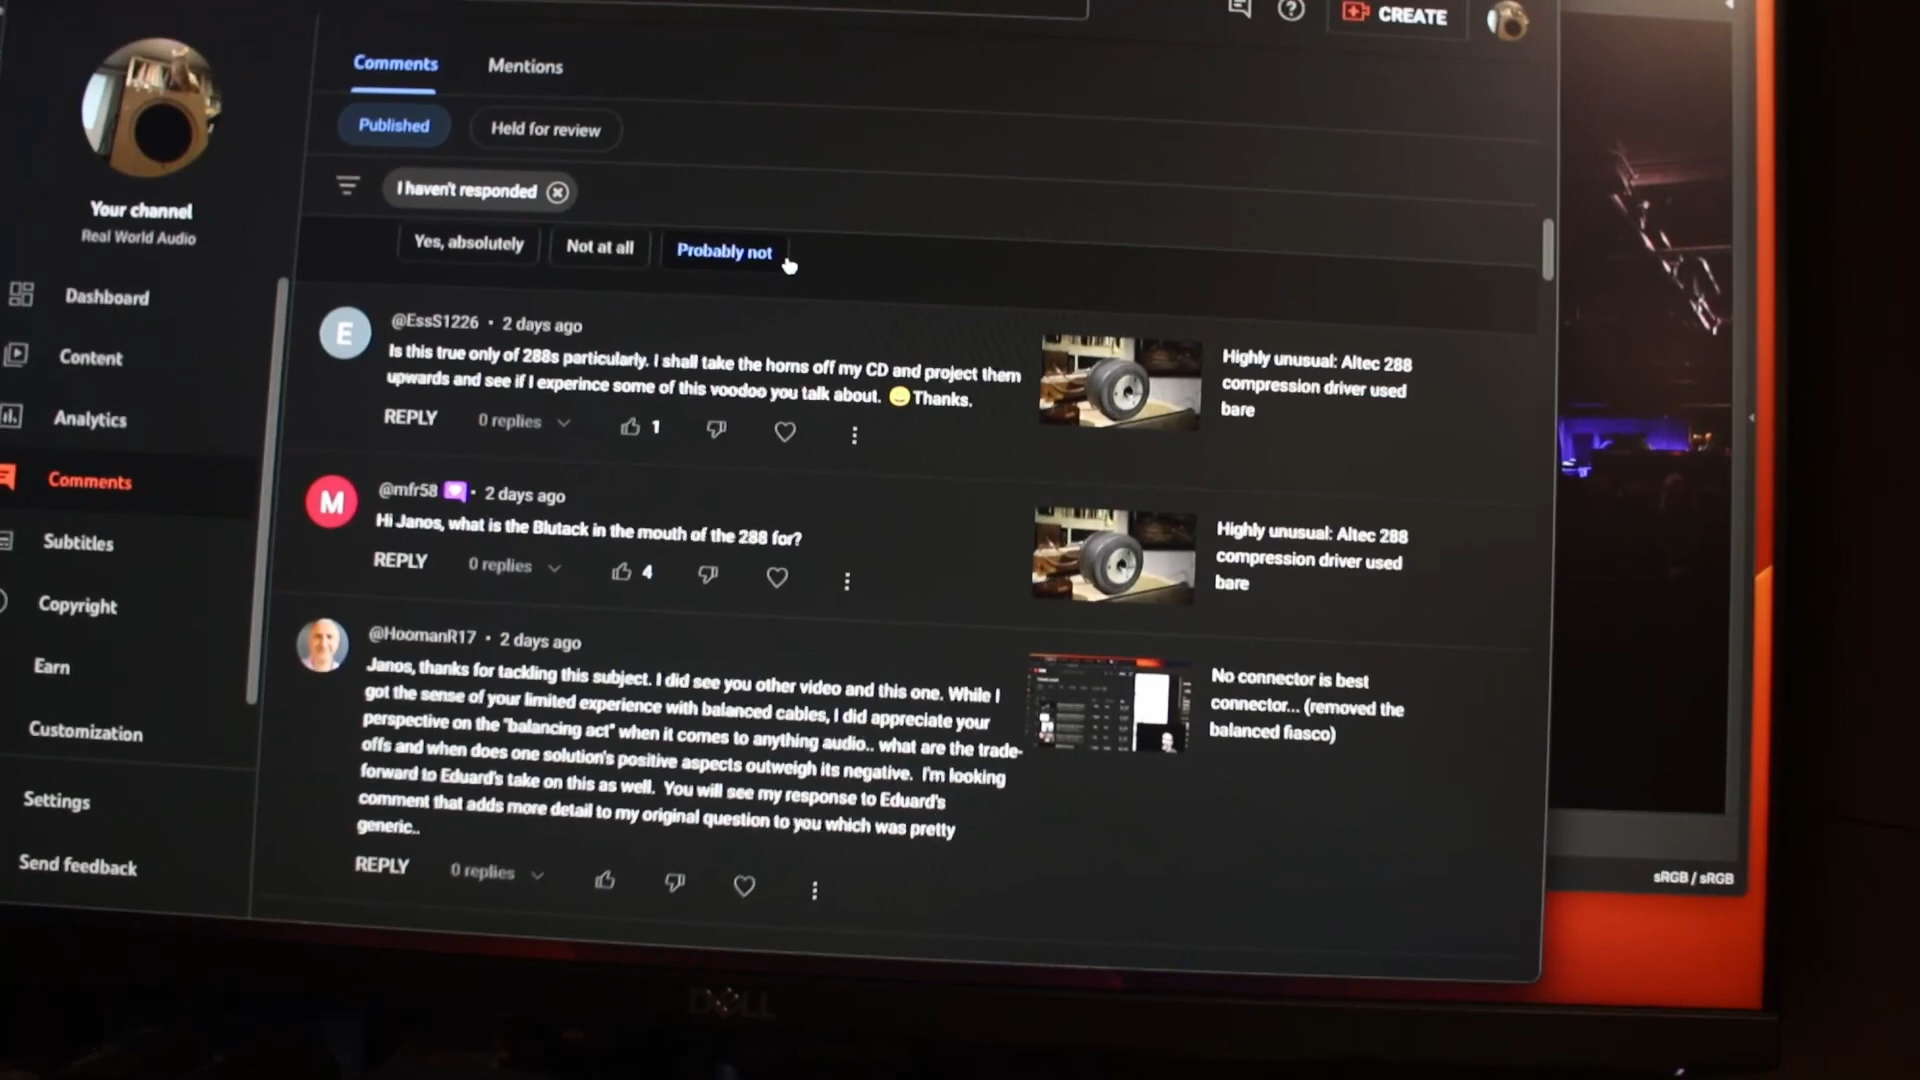 CREATE
Comments
Mentions
Published
Held for review
I haven't responded
Your channel
Real World Audio
Yes, absolutely
Not at all
Probably not
Dashboard
Content
Analytics
Comments
Subtitles
Copyright
Earn
Customization
Settings
Send feedback
E
@EssS1226 • 2 days ago
Is this true only of 288s particularly. I shall take the horns off my CD and project them
upwards and see if I experince some of this voodoo you talk about. 😀 Thanks.
REPLY
0 replies
1
Highly unusual: Altec 288
compression driver used
bare
M
@mfr58 • 2 days ago
Hi Janos, what is the Blutack in the mouth of the 288 for?
REPLY
0 replies
4
Highly unusual: Altec 288
compression driver used
bare
@HoomanR17 • 2 days ago
Janos, thanks for tackling this subject. I did see you other video and this one. While I
got the sense of your limited experience with balanced cables, I did appreciate your
perspective on the "balancing act" when it comes to anything audio.. what are the trade-
offs and when does one solution's positive aspects outweigh its negative. I'm looking
forward to Eduard's take on this as well. You will see my response to Eduard's
comment that adds more detail to my original question to you which was pretty
generic..
REPLY
0 replies
No connector is best
connector... (removed the
balanced fiasco)
sRGB / sRGB
DELL